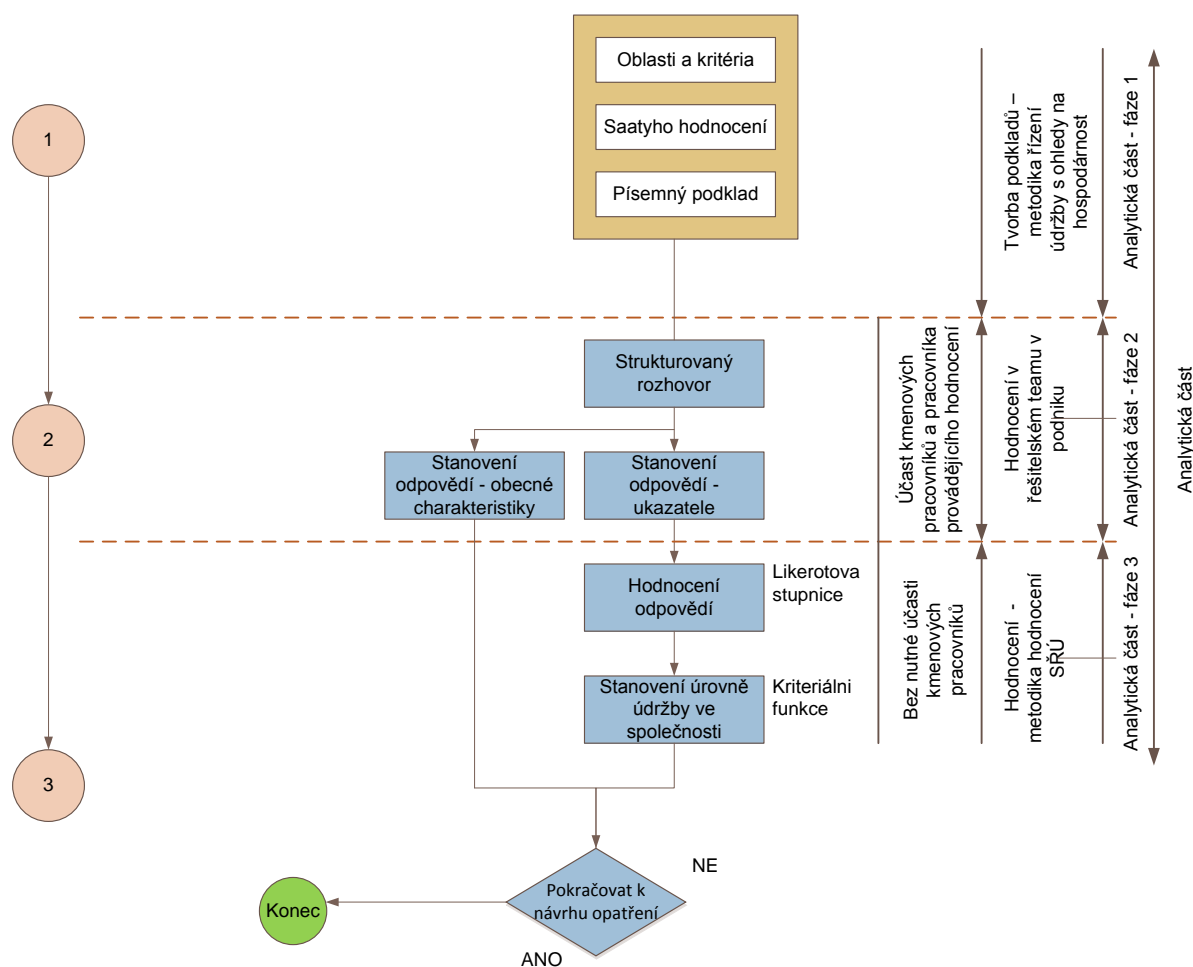 Oblasti a kritéria
Saatyho hodnocení
Písemný podklad
1
2
3
Strukturovaný
rozhovor
Stanovení
odpovědí - obecné
charakteristiky
Stanovení
odpovědí -
ukazatele
Hodnocení
odpovědí
Likerotova
stupnice
Stanovení úrovně
údržby ve
společnosti
Kriteriálni
funkce
Pokračovat k
návrhu opatření
NE
ANO
Konec
Tvorba podkladů –
metodika řízení
údržby s ohledy na
hospodárnost
Analytická část - fáze 1
Účast kmenových
pracovníků a pracovníka
provádějícího hodnocení
Hodnocení v
řešitelském teamu v
podniku
Analytická část - fáze 2
Bez nutné účasti
kmenových
pracovníků
Hodnocení -
metodika hodnocení
SŘÚ
Analytická část - fáze 3
Analytická část